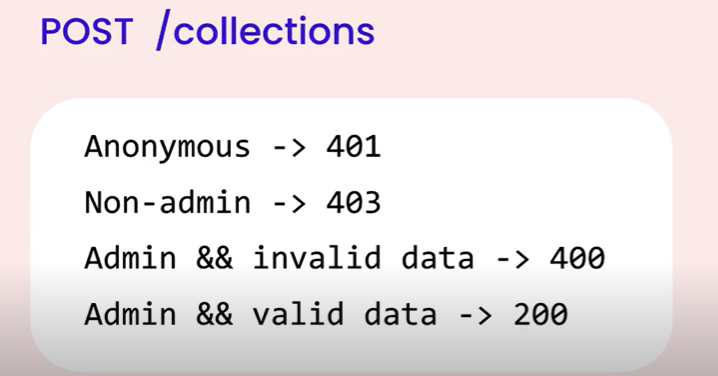 POST /collections
Anonymous -> 401
Non-admin -> 403
Admin && invalid data -> 400
Admin && valid data -> 200